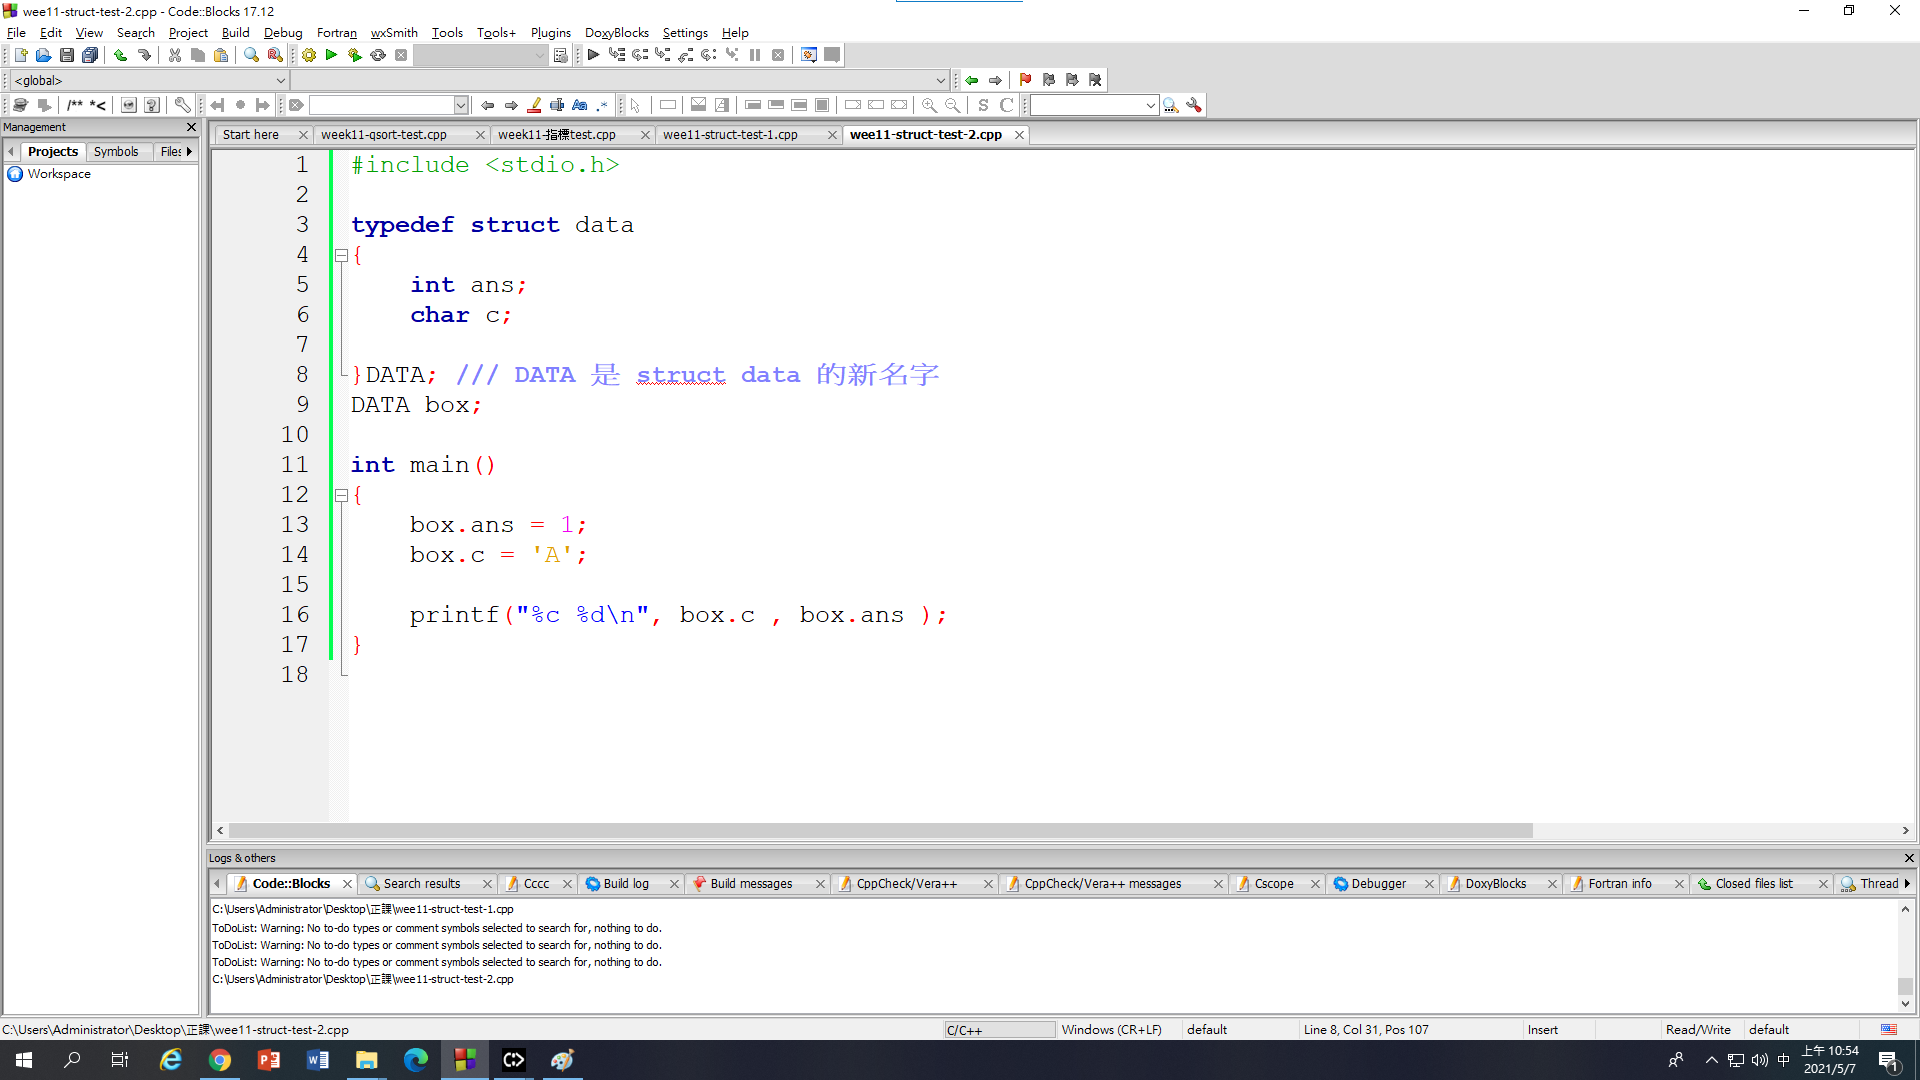 wee11-struct-test-2.cpp - Code::Blocks 17.12
File Edit View Search Project Build Debug Fortran wxSmith Tools Tools+ Plugins DoxyBlocks Settings Help
<global>
/** *<
S C
Management
Projects Symbols Files
Workspace
Start here week11-qsort-test.cpp week11-指標test.cpp wee11-struct-test-1.cpp wee11-struct-test-2.cpp
1 #include <stdio.h>
2
3 typedef struct data
4 {
5 int ans;
6 char c;
7
8 }DATA; /// DATA 是 struct data 的新名字
9 DATA box;
10
11 int main()
12 {
13 box.ans = 1;
14 box.c = 'A';
15
16 printf("%c %d\n", box.c , box.ans );
17 }
18
Logs & others
Code::Blocks Search results Cccc Build log Build messages CppCheck/Vera++ CppCheck/Vera++ messages Cscope Debugger DoxyBlocks Fortran info Closed files list Thread
C:\Users\Administrator\Desktop\正課\wee11-struct-test-1.cpp
ToDoList: Warning: No to-do types or comment symbols selected to search for, nothing to do.
ToDoList: Warning: No to-do types or comment symbols selected to search for, nothing to do.
ToDoList: Warning: No to-do types or comment symbols selected to search for, nothing to do.
C:\Users\Administrator\Desktop\正課\wee11-struct-test-2.cpp
C:\Users\Administrator\Desktop\正課\wee11-struct-test-2.cpp C/C++ Windows (CR+LF) default Line 8, Col 31, Pos 107 Insert Read/Write default
中 上午 10:54
2021/5/7
1